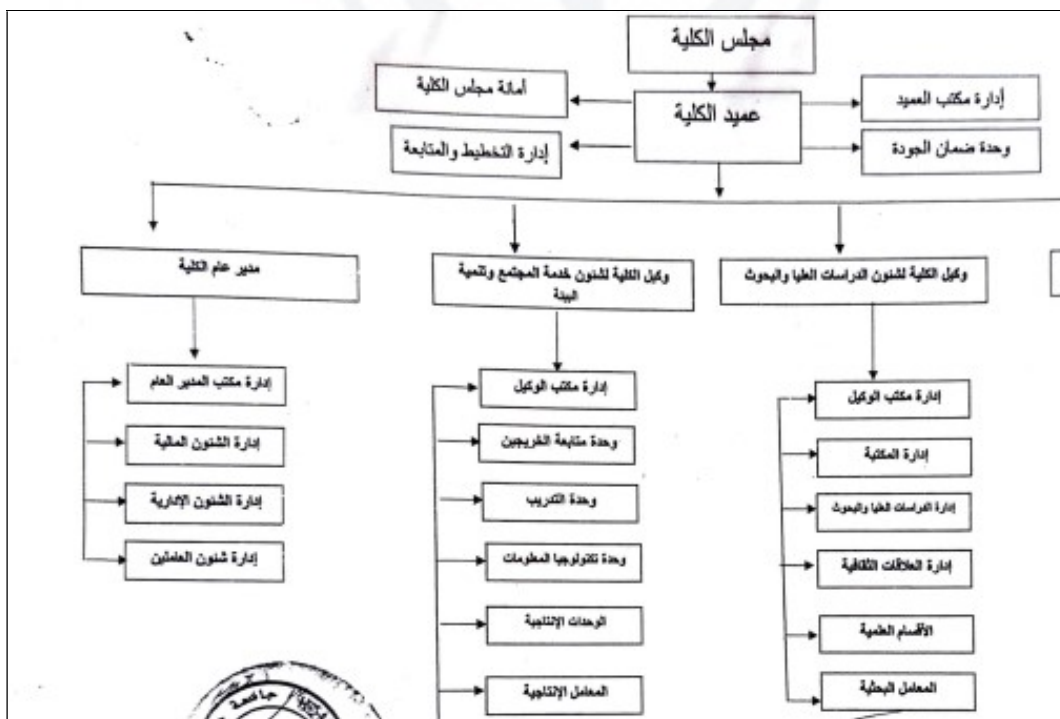 مجلس الكلية
عميد الكلية
أدارة مكتب العميد
وحدة ضمان الجودة
أمانة مجلس الكلية
إدارة التخطيط والمتابعة
وكيل الكلية لشئون الدراسات العليا والبحوث
إدارة مكتب الوكيل
إدارة المكتبة
إدارة الدراسات العليا والبحوث
إدارة العلاقات الثقافية
الأقسام العلمية
المعامل البحثية
وكيل الكلية لشئون خدمة المجتمع وتنمية
البيئة
إدارة مكتب الوكيل
وحدة متابعة الخريجين
وحدة التدريب
وحدة تكنولوجيا المعلومات
الوحدات الإنتاجية
المعامل الإنتاجية
مدير عام الكلية
إدارة مكتب المدير العام
إدارة الشئون المالية
إدارة الشئون الإدارية
إدارة شئون العاملين
جامعة